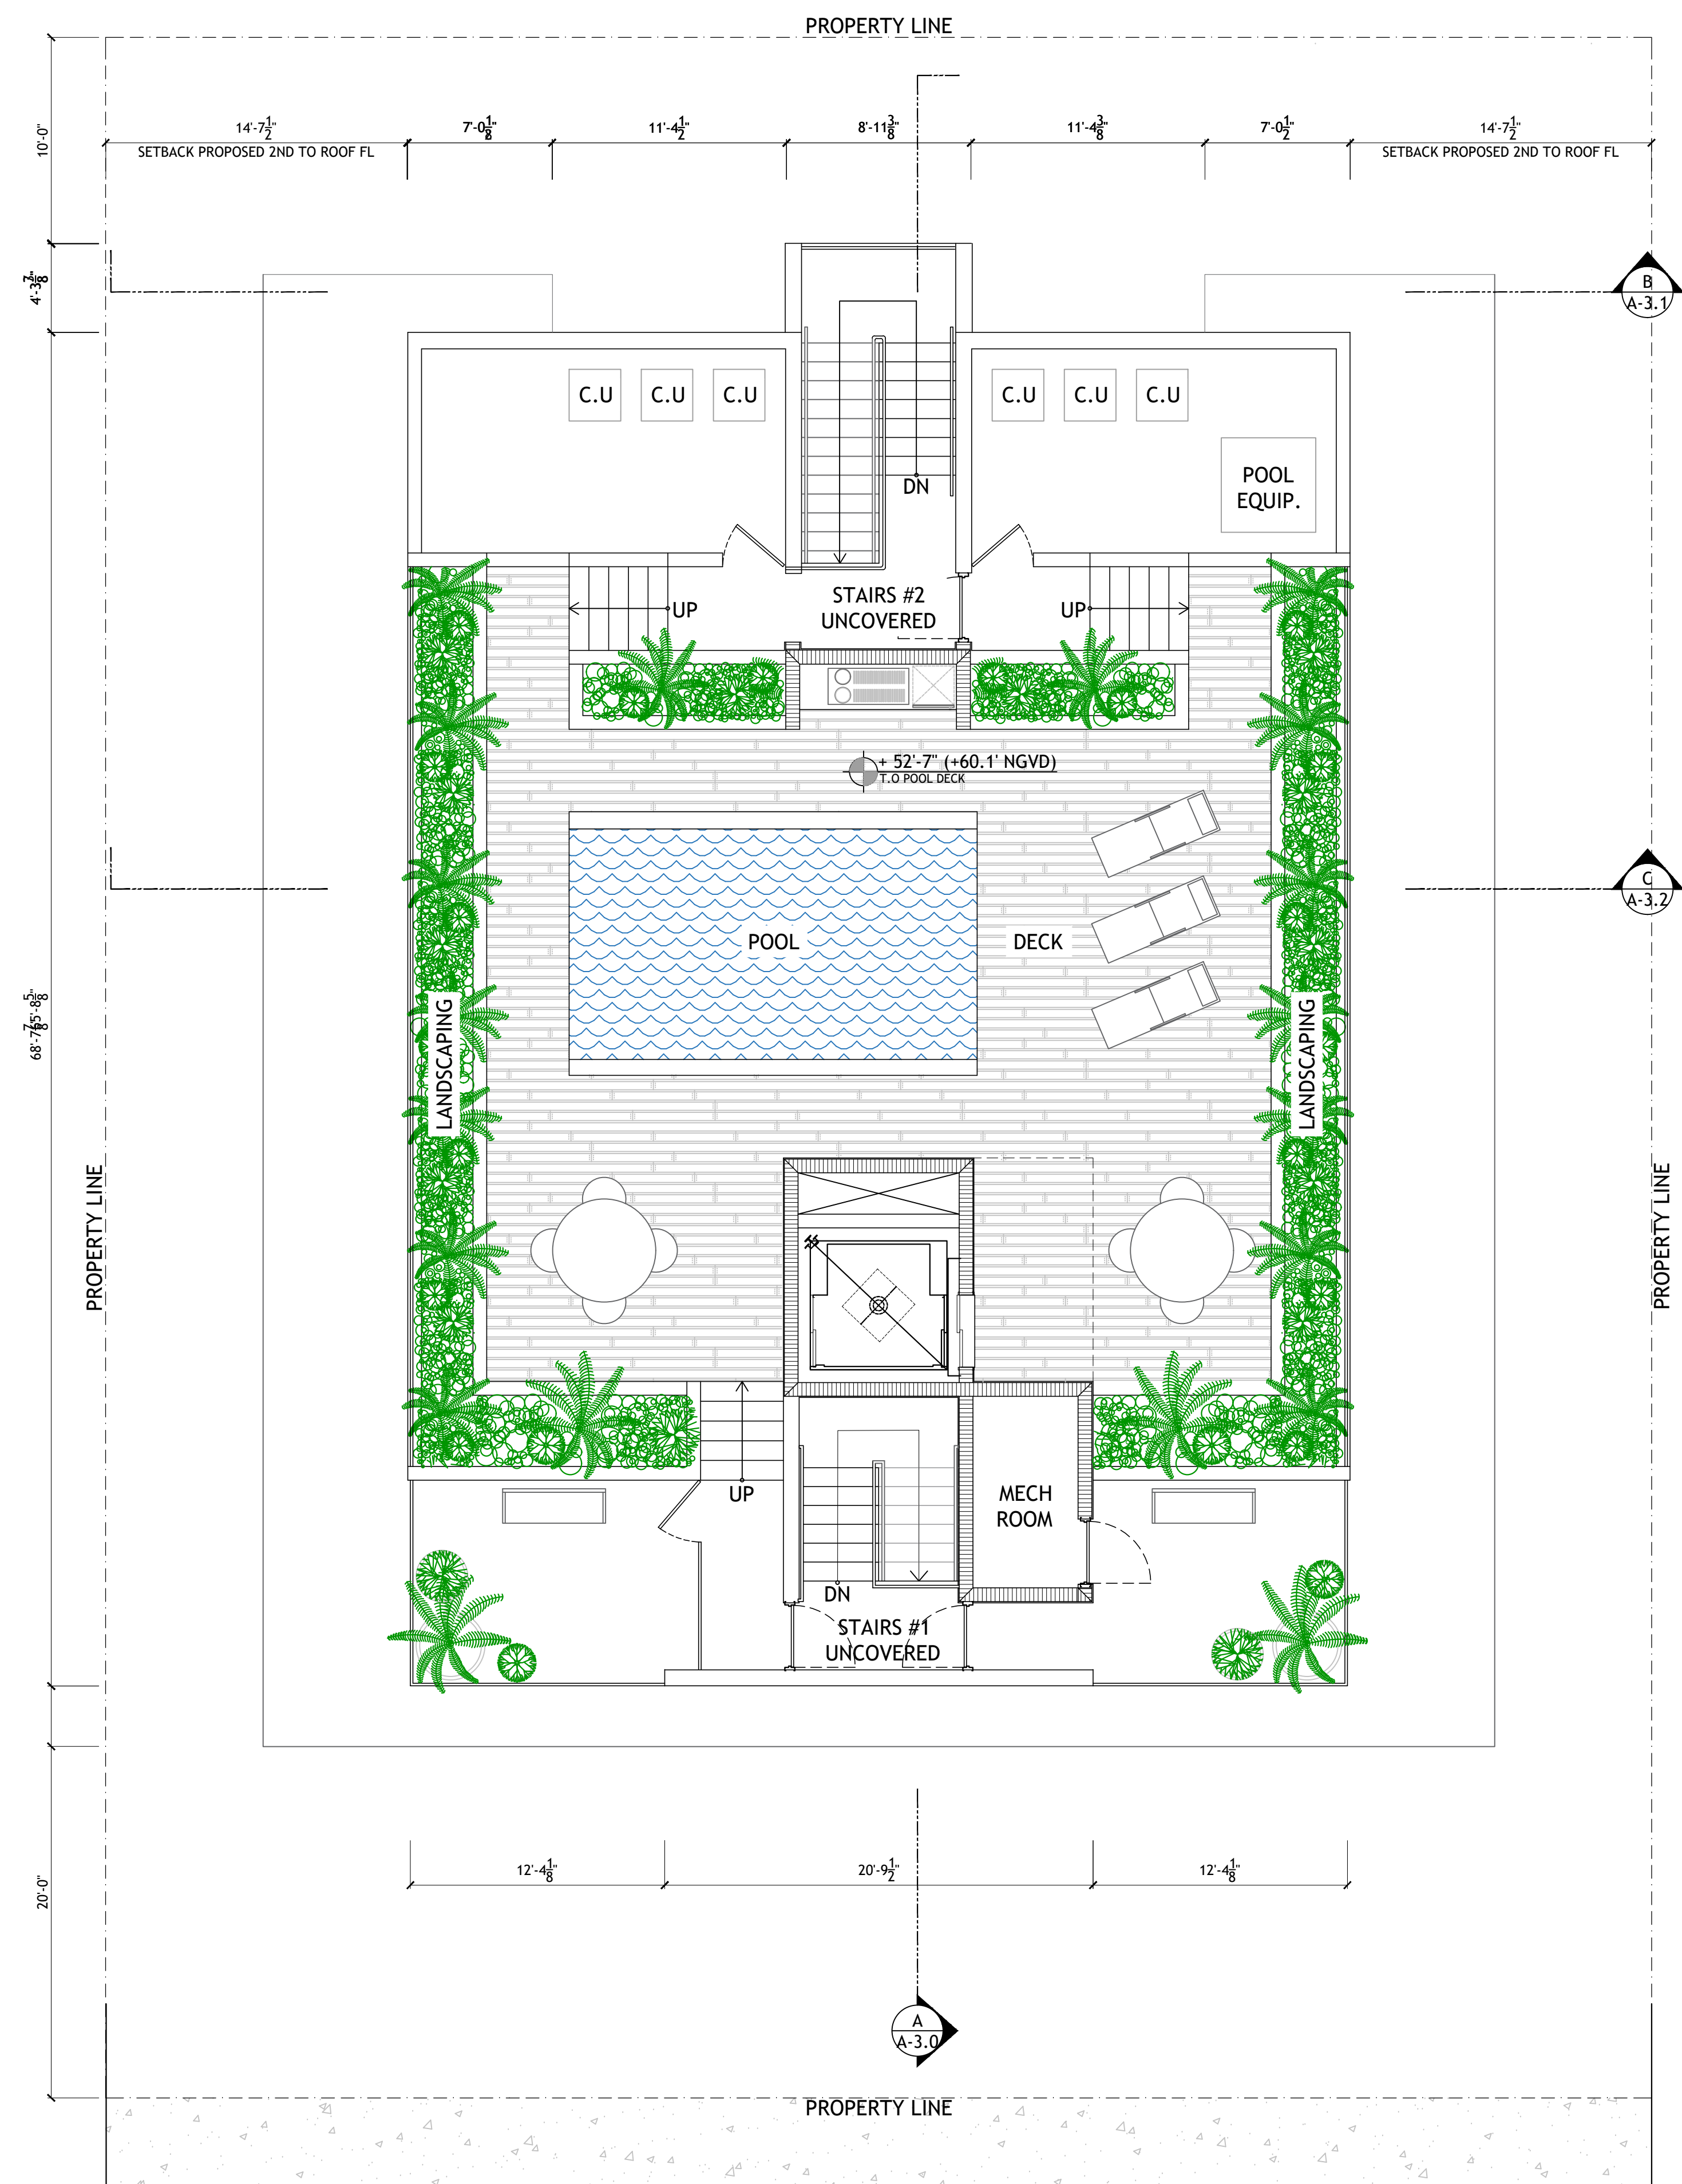 PROPERTY LINE
14'-7 1/2"
11'-4 1/2"
8'-11 3/8"
11'-4 3/8"
7'-0 1/2"
14'-7 1/2"
SETBACK PROPOSED 2ND TO ROOF FL
SETBACK PROPOSED 2ND TO ROOF FL
10'-0"
B
A-3.1
C.U
C.U
C.U
C.U
C.U
C.U
POOL
EQUIP.
DN
UP
STAIRS #2
UNCOVERED
UP
+ 52'-7" (+60.1' NGVD)
T.O POOL DECK
C
A-3.2
POOL
DECK
LANDSCAPING
LANDSCAPING
PROPERTY LINE
PROPERTY LINE
UP
MECH
ROOM
DN
STAIRS #1
UNCOVERED
12'-4 1/8"
20'-9 1/2"
12'-4 1/8"
20'-0"
A
A-3.0
PROPERTY LINE